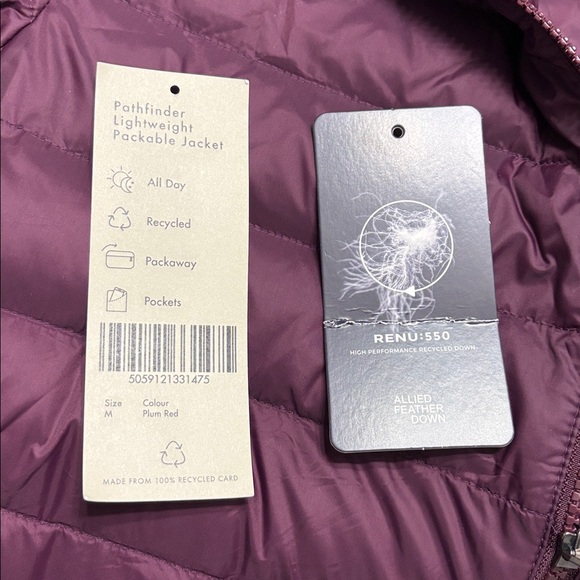 Pathfinder
Lightweight
Packable Jacket
All Day
Recycled
Packaway
Pockets
5059121331475
Size Colour
M Plum Red
MADE FROM 100% RECYCLED CARD
RENU:550
HIGH PERFORMANCE RECYCLED DOWN
ALLIED
FEATHER
DOWN